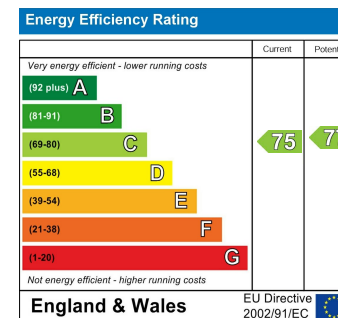 Energy Efficiency Rating
Current
Very energy efficient - lower running costs
(92 plus) A
(81-91) B
(69-80) C 75
(55-68) D
(39-54) E
(21-38) F
(1-20) G
Not energy efficient - higher running costs
England & Wales
EU Directive
2002/91/EC